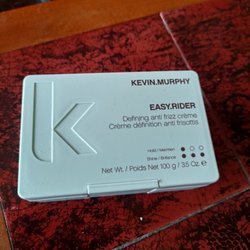 KEVIN.MURPHY
EASY.RIDER
Defining anti frizz crème
Crème définition anti frisottis
Hold / Maintien
Shine / Brillance
Net Wt. / Poids Net 100 g / 3.5 Oz. e
K